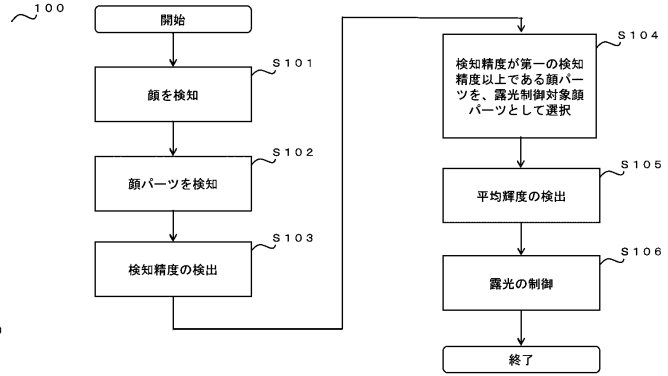 100
開始
S101
顔を検知
S102
顔パーツを検知
S103
検知精度の検出
S104
検知精度が第一の検知
精度以上である顔パー
ツを、露光制御対象顔
パーツとして選択
S105
平均輝度の検出
S106
露光の制御
終了